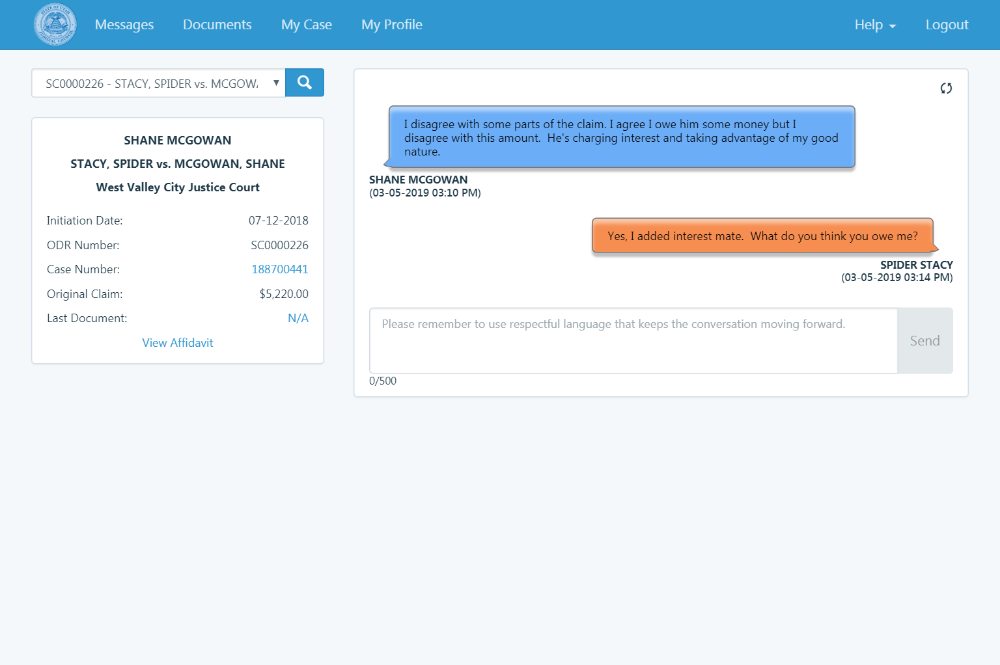 STATE OF UTAH
JUDICIAL COUNCIL
Messages
Documents
My Case
My Profile
Help
Logout
SC0000226 - STACY, SPIDER vs. MCGOW
SHANE MCGOWAN
STACY, SPIDER vs. MCGOWAN, SHANE
West Valley City Justice Court
Initiation Date: 07-12-2018
ODR Number: SC0000226
Case Number: 188700441
Original Claim: $5,220.00
Last Document: N/A
View Affidavit
I disagree with some parts of the claim. I agree I owe him some money but I
disagree with this amount.  He's charging interest and taking advantage of my good
nature.
SHANE MCGOWAN
(03-05-2019 03:10 PM)
Yes, I added interest mate.  What do you think you owe me?
SPIDER STACY
(03-05-2019 03:14 PM)
Please remember to use respectful language that keeps the conversation moving forward.
Send
0/500